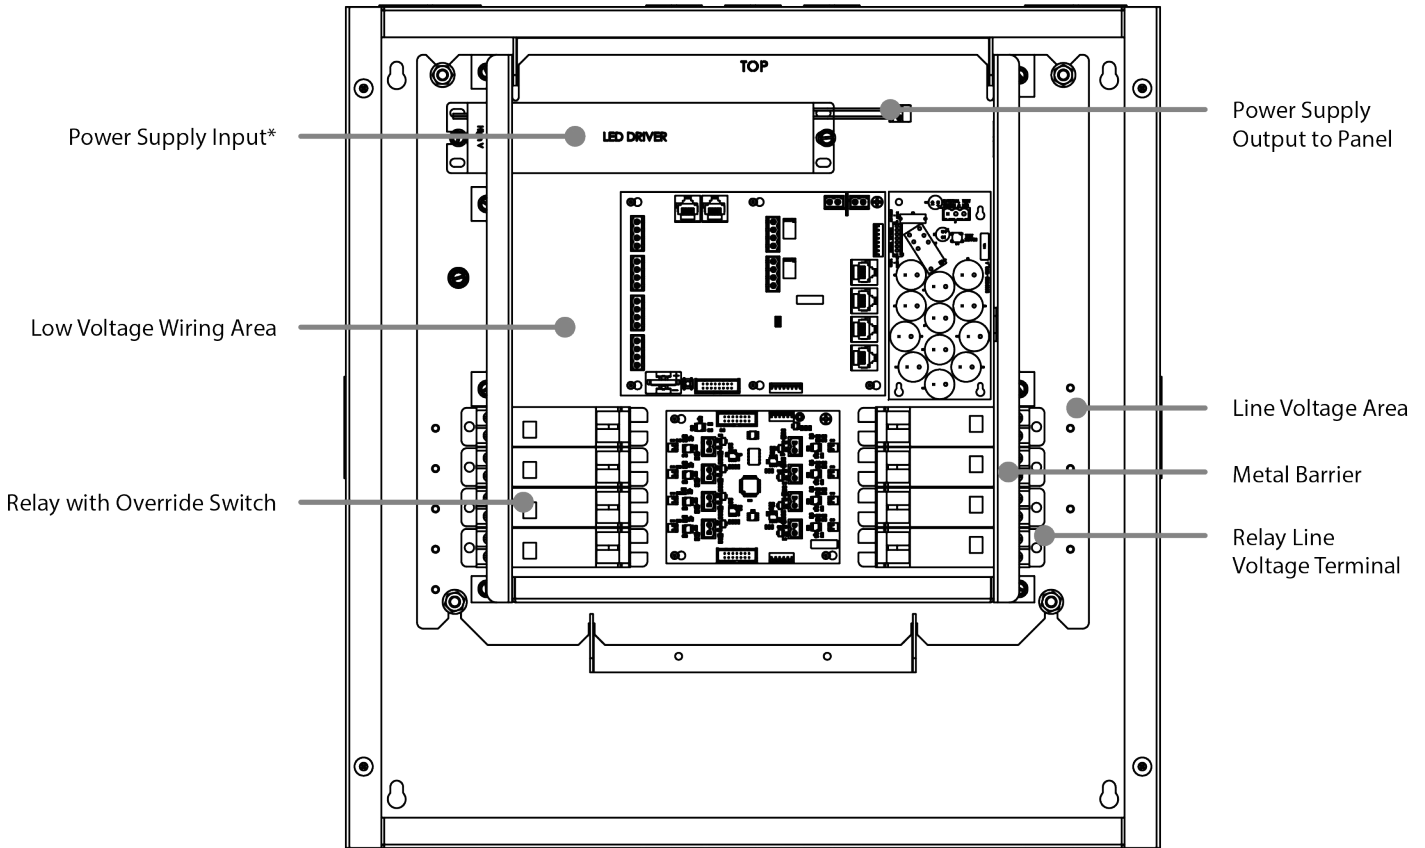 TOP
Power Supply Input*
LED DRIVER
Power Supply
Output to Panel
Low Voltage Wiring Area
Line Voltage Area
Metal Barrier
Relay with Override Switch
Relay Line
Voltage Terminal